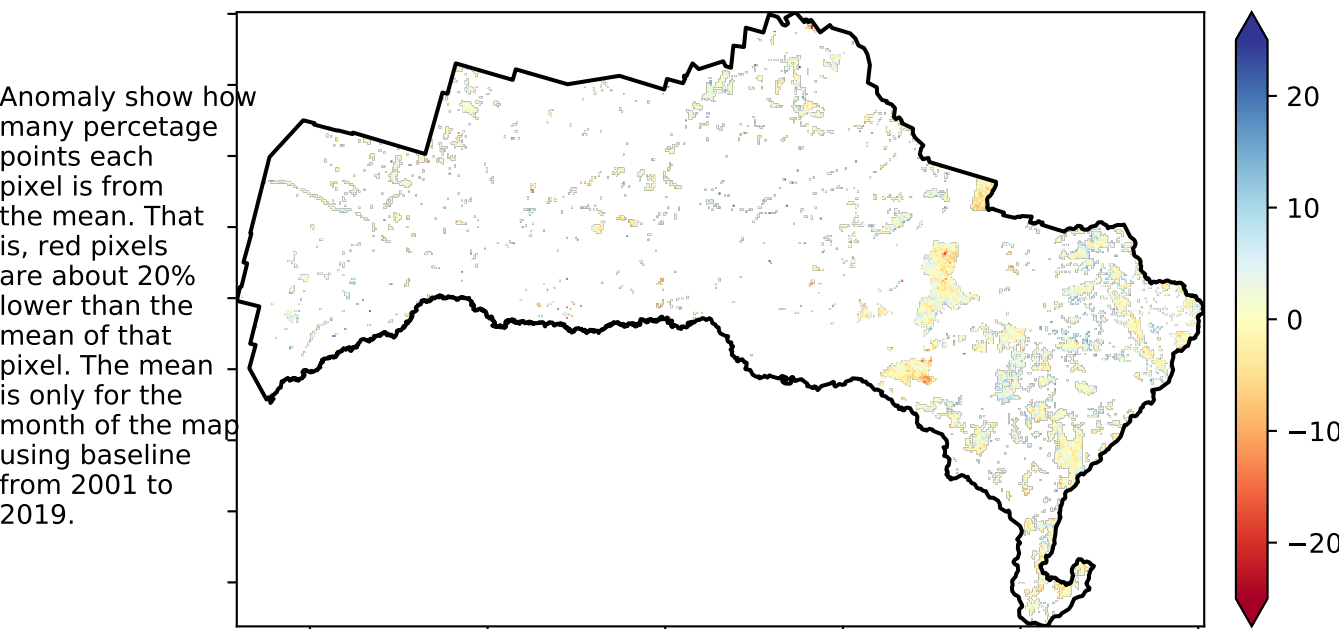 Anomaly show how
many percetage
points each
pixel is from
the mean. That
is, red pixels
are about 20%
lower than the
mean of that
pixel. The mean
is only for the
month of the map
using baseline
from 2001 to
2019.
20
10
0
−10
−20